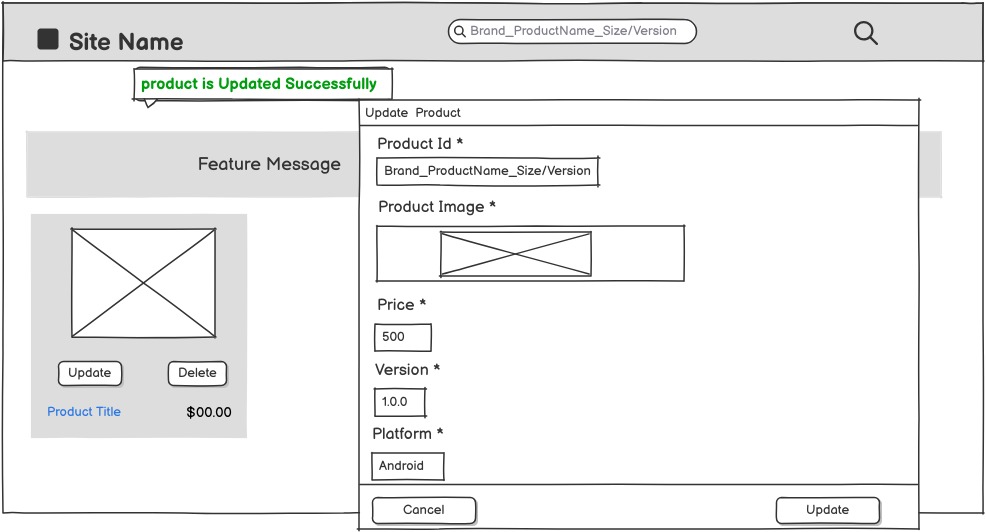 Site Name
Brand_ProductName_Size/Version
product is Updated Successfully
Update Product
Product Id *
Brand_ProductName_Size/Version
Feature Message
Product Image *
Price *
500
Version *
1.0.0
Platform *
Android
Cancel
Update
Update
Delete
Product Title
$00.00